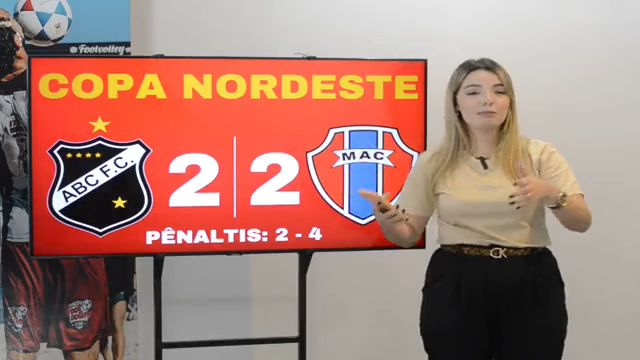 Footvolley
COPA NORDESTE
ABC F.C.
2 2
MAC
PÊNALTIS: 2 - 4
CK